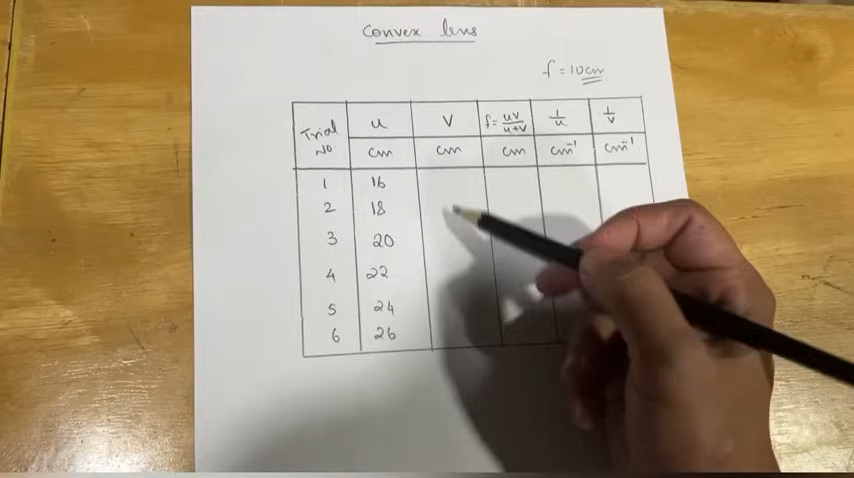 Convex lens
f = 10cm
Trial No. u v f = uv/u+v 1/u 1/v
cm cm cm cm⁻¹ cm⁻¹
1 16
2 18
3 20
4 22
5 24
6 26